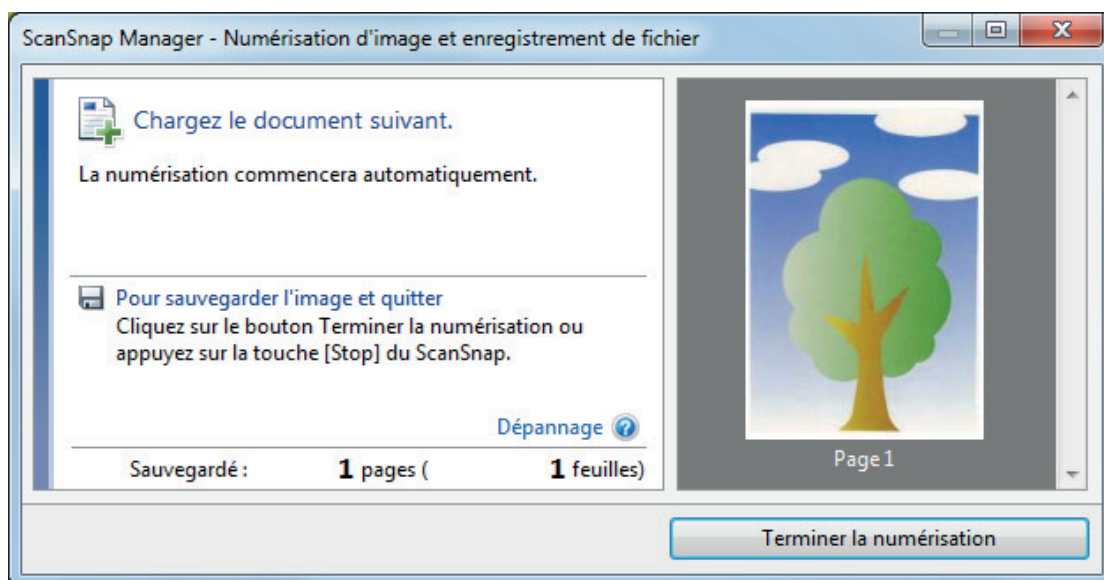 ScanSnap Manager - Numérisation d'image et enregistrement de fichier
Chargez le document suivant.
La numérisation commencera automatiquement.
Pour sauvegarder l'image et quitter
Cliquez sur le bouton Terminer la numérisation ou
appuyez sur la touche [Stop] du ScanSnap.
Dépannage
Sauvegardé : 1 pages ( 1 feuilles)
Page 1
Terminer la numérisation